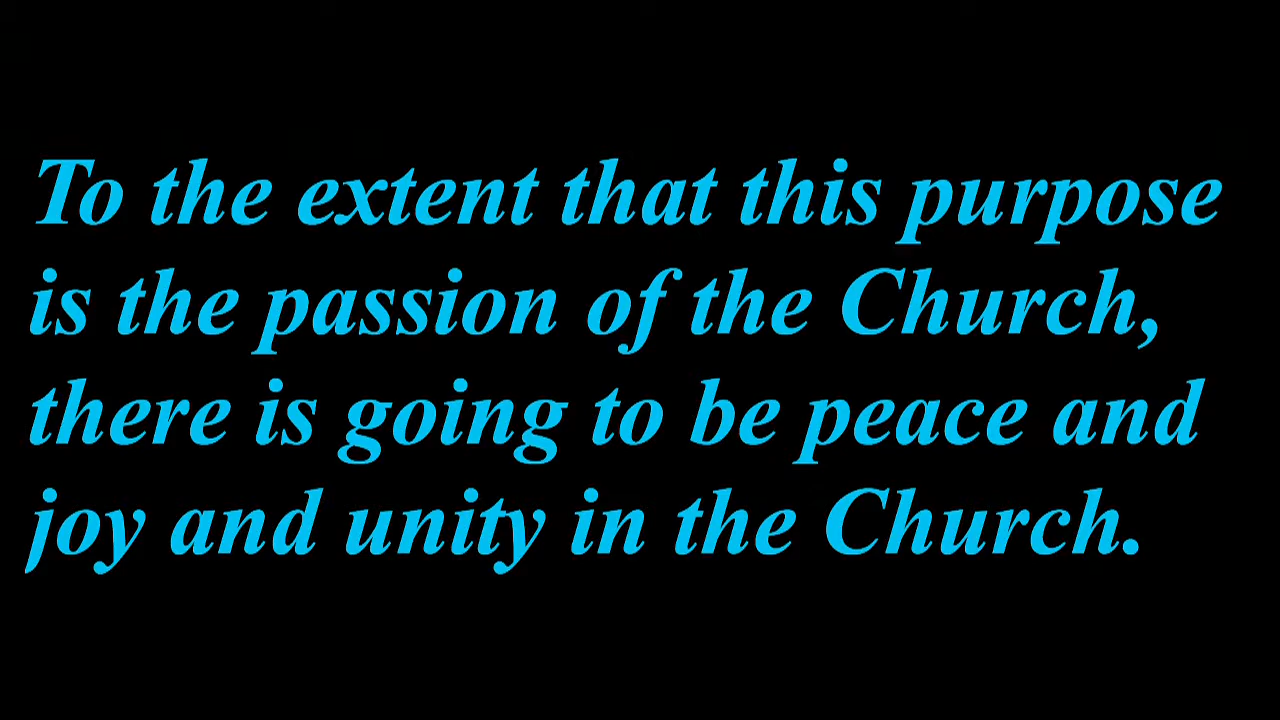 To the extent that this purpose
is the passion of the Church,
there is going to be peace and
joy and unity in the Church.